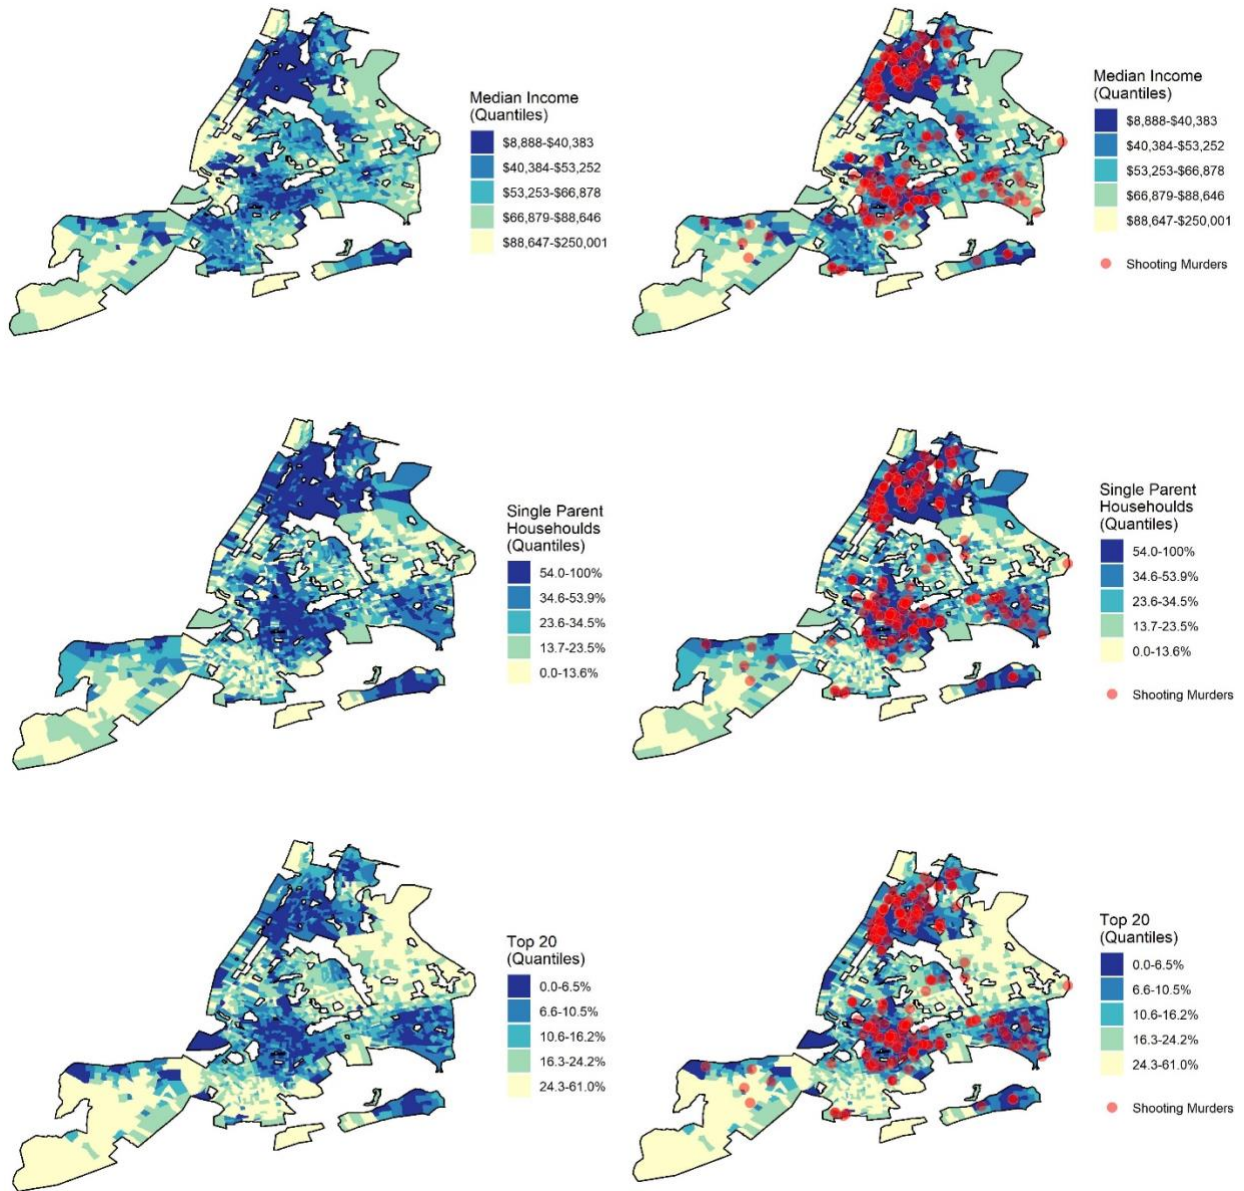 Median Income
(Quantiles)
$8,888-$40,383
$40,384-$53,252
$53,253-$66,878
$66,879-$88,646
$88,647-$250,001
Median Income
(Quantiles)
$8,888-$40,383
$40,384-$53,252
$53,253-$66,878
$66,879-$88,646
$88,647-$250,001
Shooting Murders
Single Parent
Househoulds
(Quantiles)
54.0-100%
34.6-53.9%
23.6-34.5%
13.7-23.5%
0.0-13.6%
Single Parent
Househoulds
(Quantiles)
54.0-100%
34.6-53.9%
23.6-34.5%
13.7-23.5%
0.0-13.6%
Shooting Murders
Top 20
(Quantiles)
0.0-6.5%
6.6-10.5%
10.6-16.2%
16.3-24.2%
24.3-61.0%
Top 20
(Quantiles)
0.0-6.5%
6.6-10.5%
10.6-16.2%
16.3-24.2%
24.3-61.0%
Shooting Murders